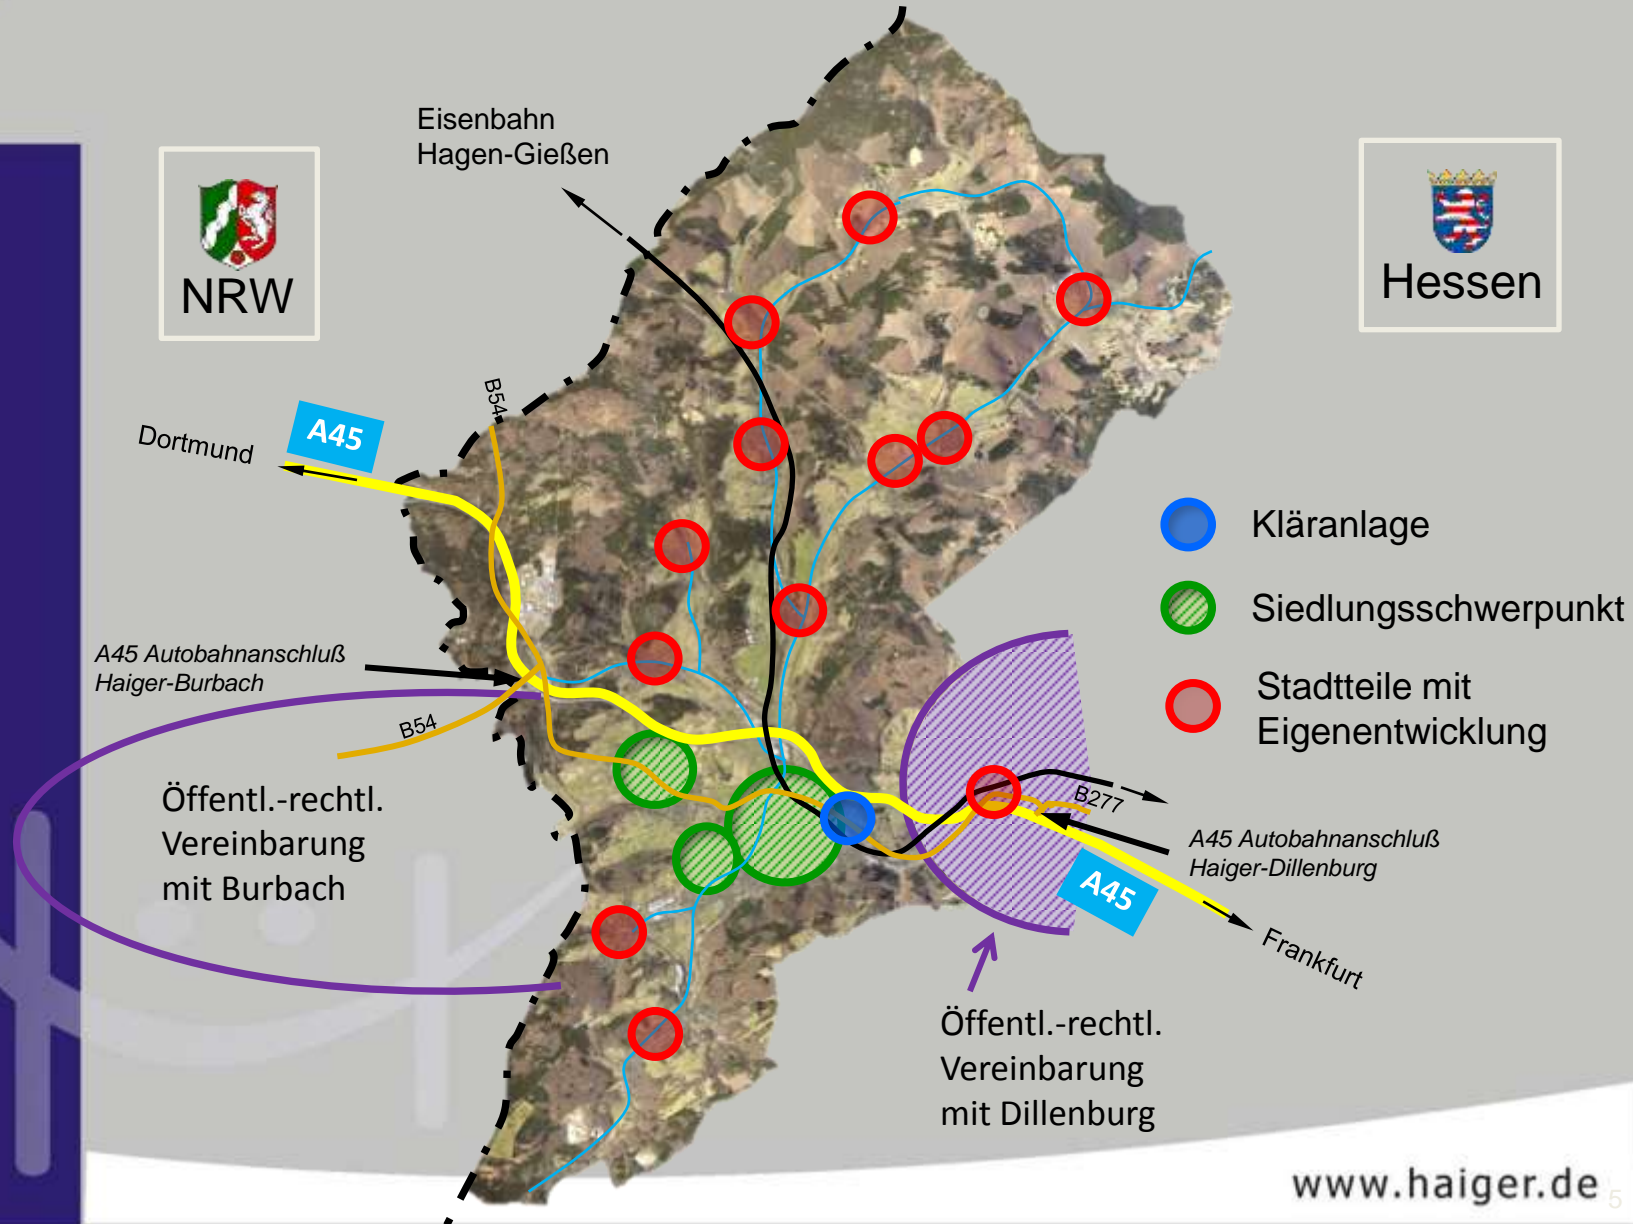 Eisenbahn
Hagen-Gießen
NRW
Hessen
B54
A45
Dortmund
Kläranlage
Siedlungsschwerpunkt
Stadtteile mit
Eigenentwicklung
A45 Autobahnanschluß
Haiger-Burbach
B54
Öffentl.-rechtl.
Vereinbarung
mit Burbach
B277
A45 Autobahnanschluß
Haiger-Dillenburg
A45
Frankfurt
Öffentl.-rechtl.
Vereinbarung
mit Dillenburg
www.haiger.de
5